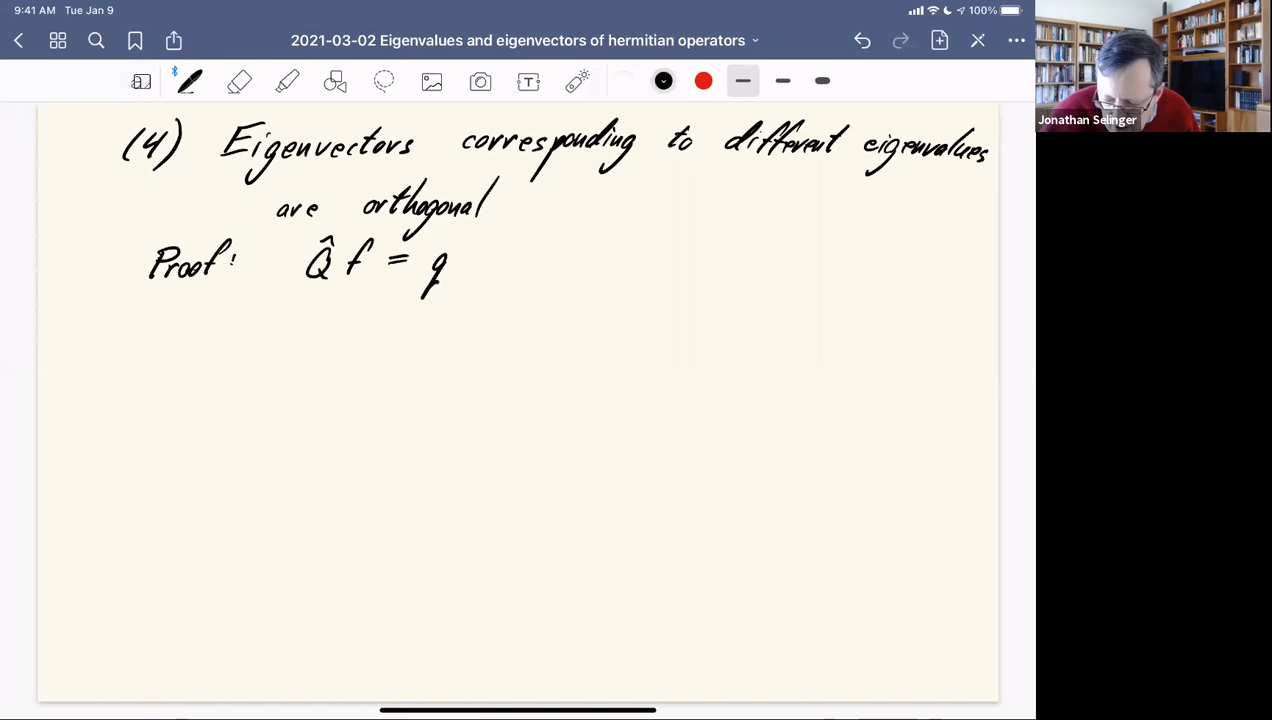 9:41 AM Tue Jan 9
100%
2021-03-02 Eigenvalues and eigenvectors of hermitian operators
T
Jonathan Selinger
(4) Eigenvectors corresponding to different eigenvalues
are orthogonal
Proof: Q̂ f = q